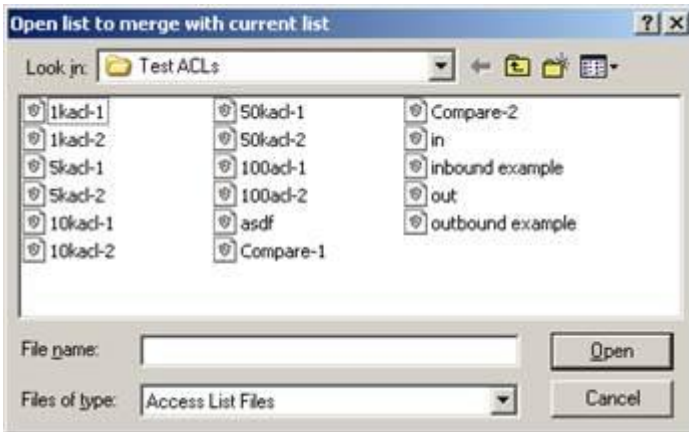 Open list to merge with current list
Look in: Test ACLs
1kacl-1
1kacl-2
5kacl-1
5kacl-2
10kacl-1
10kacl-2
50kacl-1
50kacl-2
100acl-1
100acl-2
asdf
Compare-1
Compare-2
in
inbound example
out
outbound example
File name:
Open
Files of type: Access List Files
Cancel